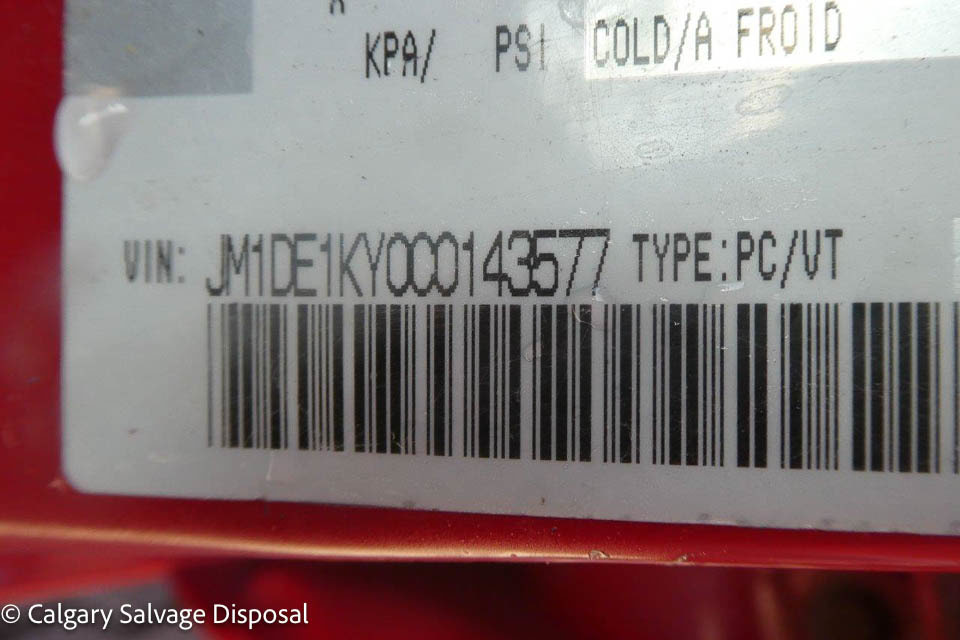 KPA/ PSI COLD/A FROID
VIN: JM1DE1KY0C0143577 TYPE:PC/VT
© Calgary Salvage Disposal